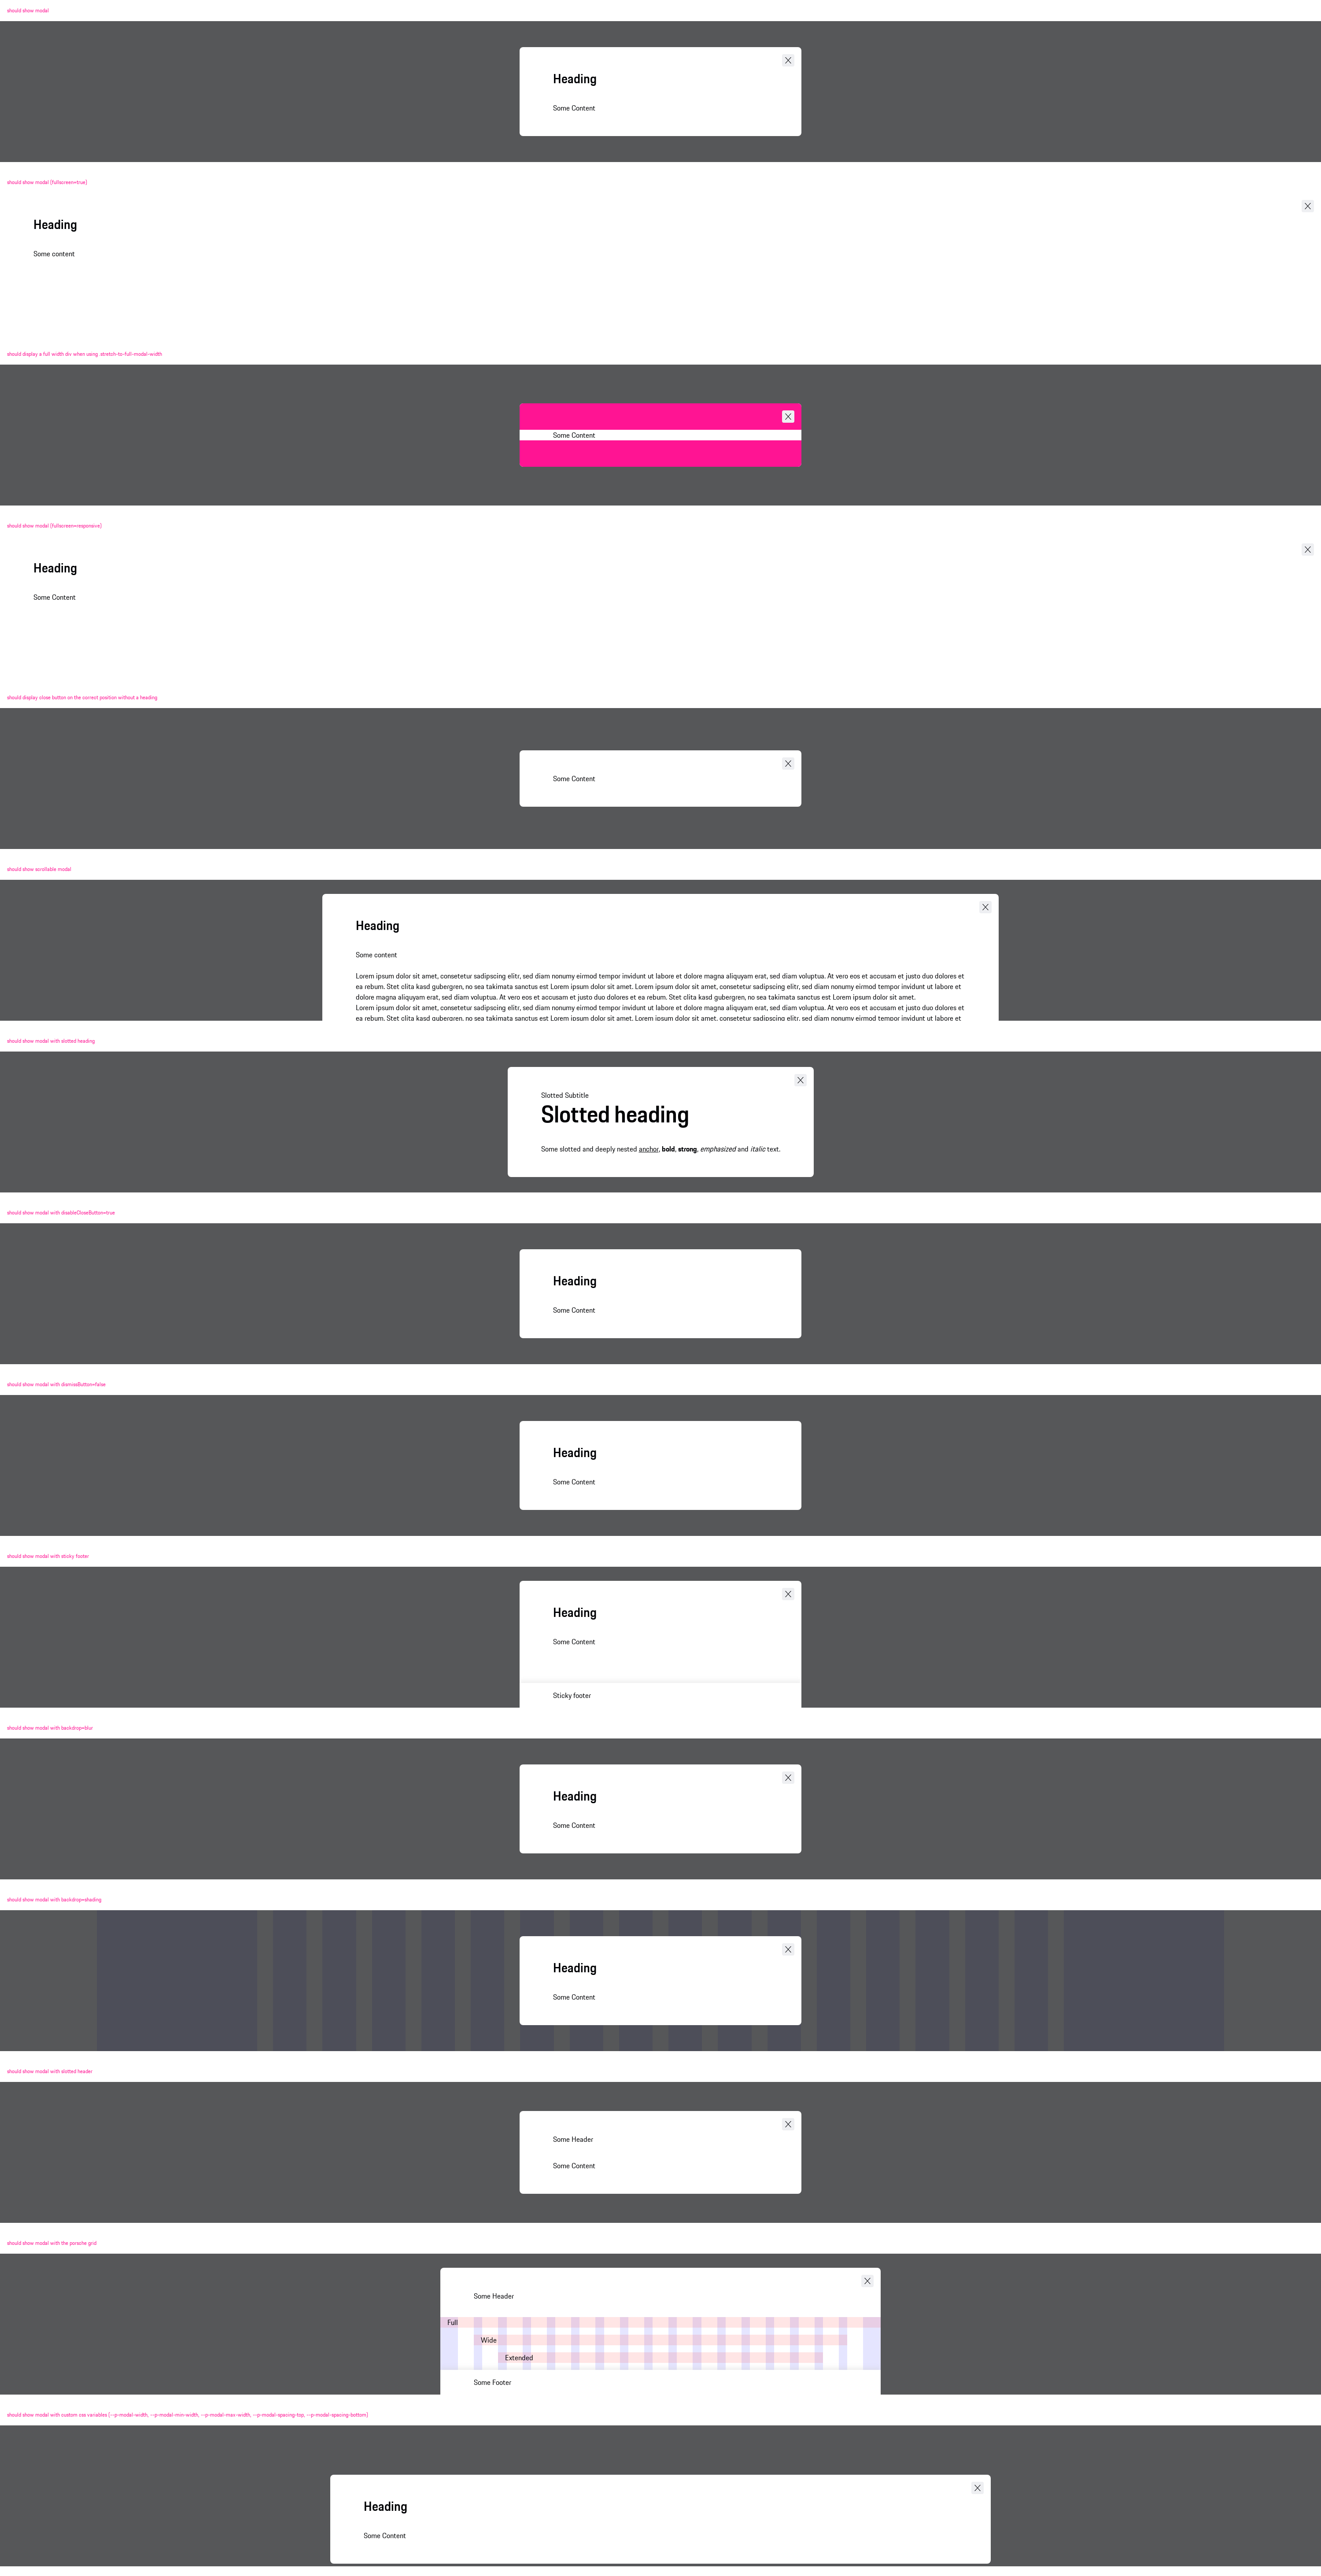 should show modal
Heading
Some Content
should show modal (fullscreen=true)
Heading
Some content
should display a full width div when using .stretch-to-full-modal-width
Some Content
should show modal (fullscreen=responsive)
Heading
Some Content
should display close button on the correct position without a heading.
Some Content
should show scrollable modal
Heading
Some content
Lorem ipsum dolor sit amet, consetetur sadipscing elitr, sed diam nonumy eirmod tempor invidunt ut labore et dolore magna aliquyam erat, sed diam voluptua. At vero eos et accusam et justo duo dolores et
ea rebum. Stet clita kasd gubergren, no sea takimata sanctus est Lorem ipsum dolor sit amet. Lorem ipsum dolor sit amet, consetetur sadipscing elitr, sed diam nonumy eirmod tempor invidunt ut labore et
dolore magna aliquyam erat, sed diam voluptua. At vero eos et accusam et justo duo dolores et ea rebum. Stet clita kasd gubergren, no sea takimata sanctus est Lorem ipsum dolor sit amet.
Lorem ipsum dolor sit amet, consetetur sadipscing elitr, sed diam nonumy eirmod tempor invidunt ut labore et dolore magna aliquyam erat, sed diam voluptua. At vero eos et accusam et justo duo dolores et
ea rebum. Stet clita kasd gubergren, no sea takimata sanctus est Lorem ipsum dolor sit amet. Lorem ipsum dolor sit amet, consetetur sadipscing elitr, sed diam nonumy eirmod tempor invidunt ut labore et
should show modal with slotted heading
Slotted Subtitle
Slotted heading
Some slotted and deeply nested anchor, bold, strong, emphasized and italic text.
should show modal with disableCloseButton=true
Heading
Some Content
should show modal with dismissButton=false
Heading
Some Content
should show modal with sticky footer
Heading
Some Content
Sticky footer
should show modal with backdrop=blur
Heading
Some Content
should show modal with backdrop=shading
Heading
Some Content
should show modal with slotted header
Some Header
Some Content
should show modal with the porsche grid
Some Header
Full
Wide
Extended
Some Footer
should show modal with custom css variables (--p-modal-width, --p-modal-min-width, --p-modal-max-width, --p-modal-spacing-top, --p-modal-spacing-bottom)
Heading
Some Content